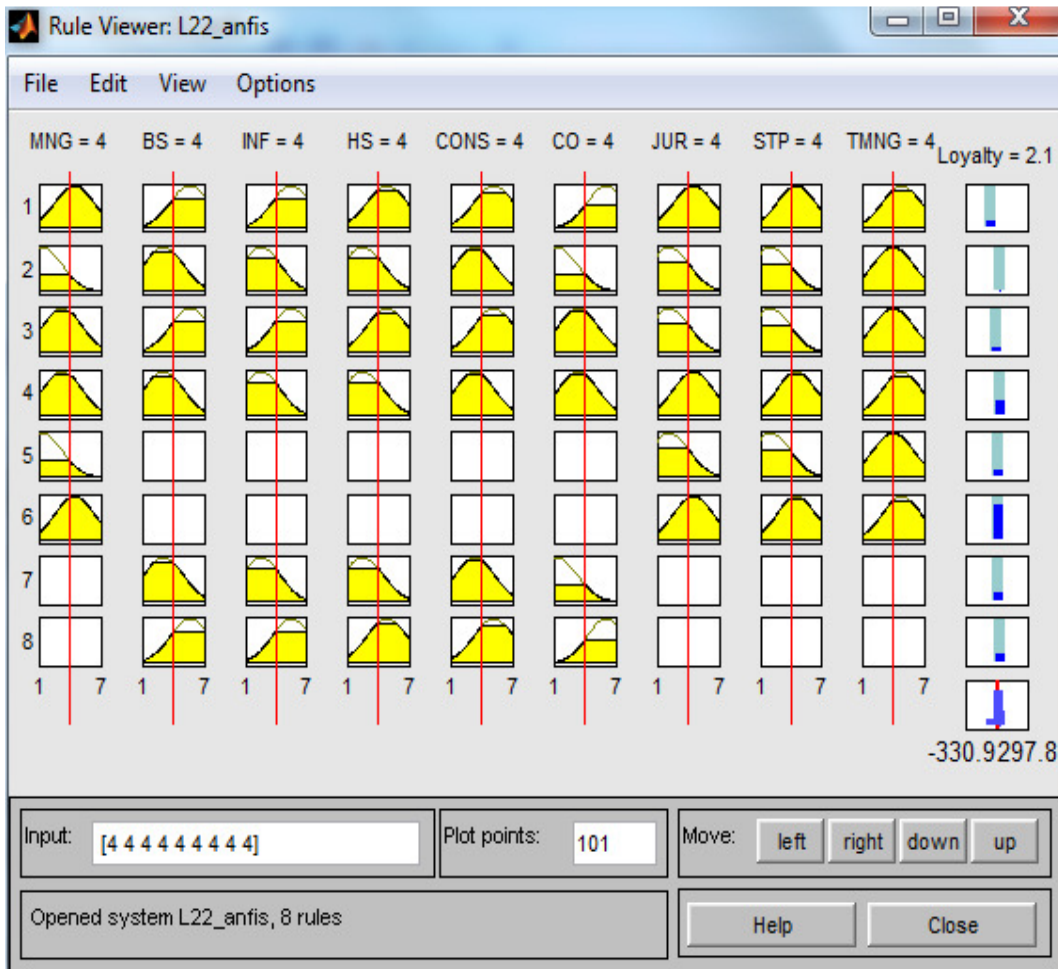 Rule Viewer: L22_anfis
File Edit View Options
MNG = 4 BS = 4 INF = 4 HS = 4 CONS = 4 CO = 4 JUR = 4 STP = 4 TMNG = 4 Loyalty = 2.1
1
2
3
4
5
6
7
8
1 7 1 7 1 7 1 7 1 7 1 7 1 7 1 7 1 7
-330.9297.8
Input: [4 4 4 4 4 4 4 4 4] Plot points: 101 Move: left right down up
Opened system L22_anfis, 8 rules Help Close